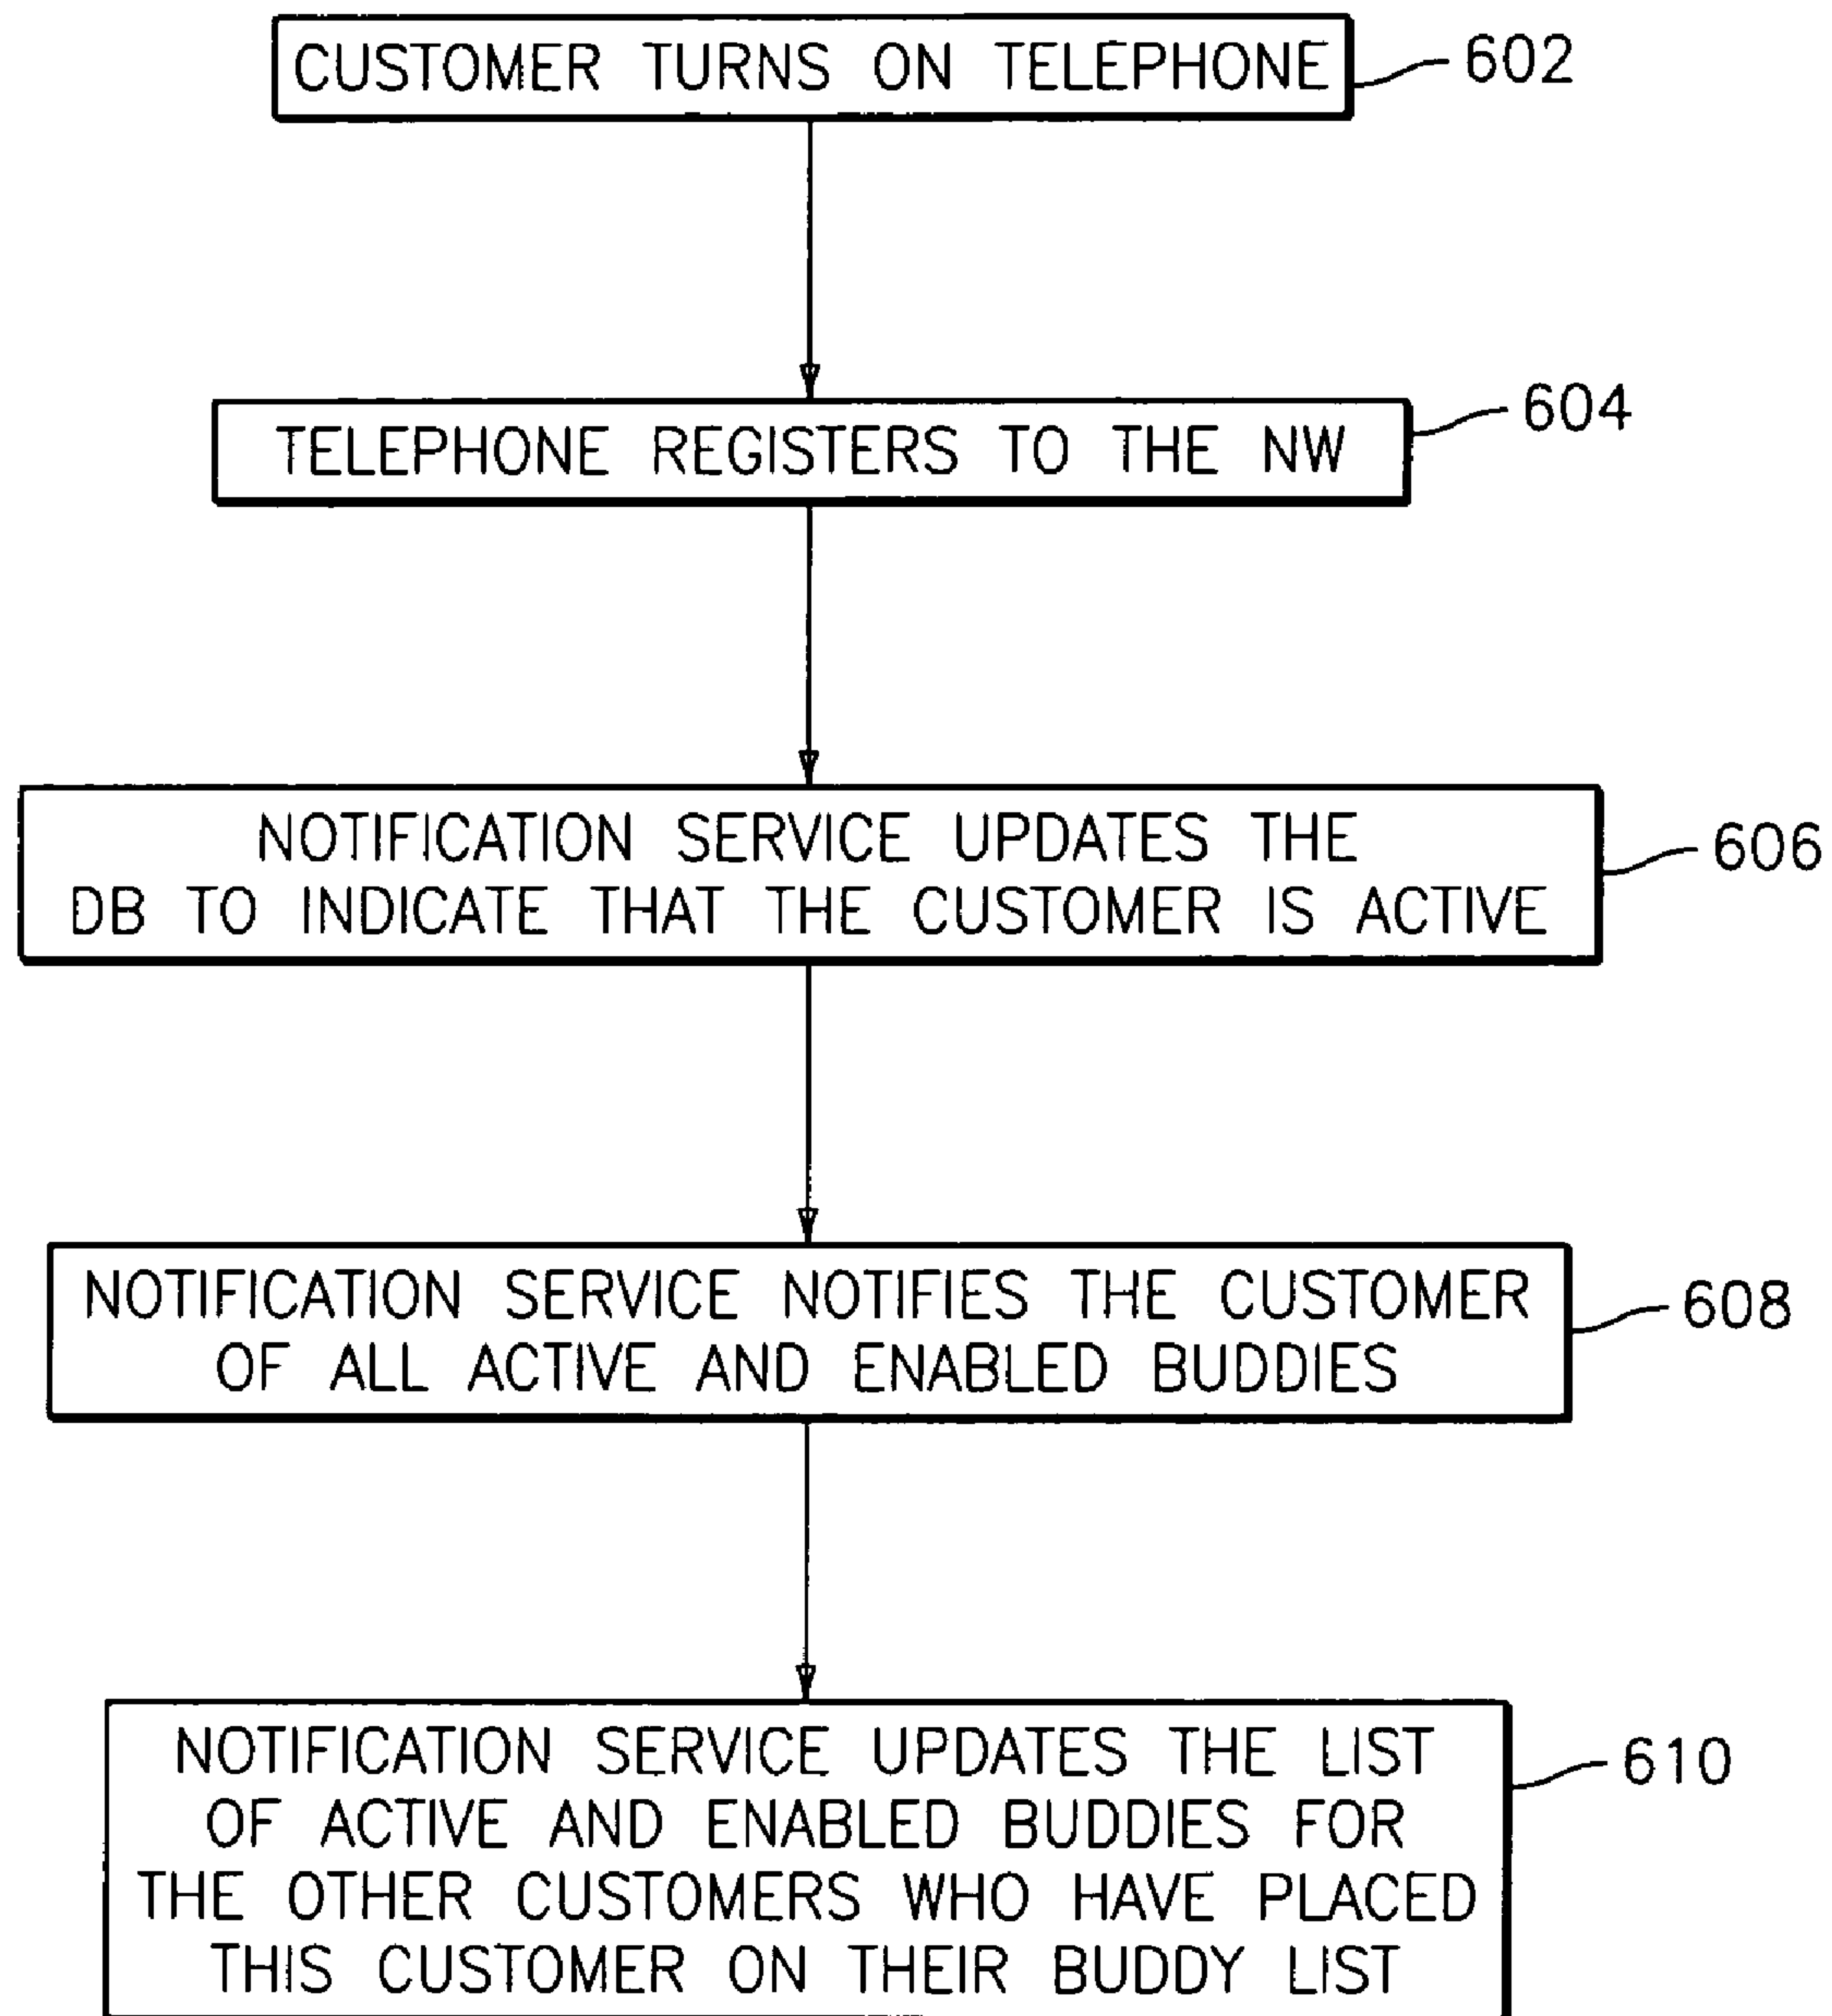 CUSTOMER TURNS ON TELEPHONE
602
TELEPHONE REGISTERS TO THE NW
604
NOTIFICATION SERVICE UPDATES THE
DB TO INDICATE THAT THE CUSTOMER IS ACTIVE
606
NOTIFICATION SERVICE NOTIFIES THE CUSTOMER
OF ALL ACTIVE AND ENABLED BUDDIES
608
NOTIFICATION SERVICE UPDATES THE LIST
OF ACTIVE AND ENABLED BUDDIES FOR
THE OTHER CUSTOMERS WHO HAVE PLACED
THIS CUSTOMER ON THEIR BUDDY LIST
610